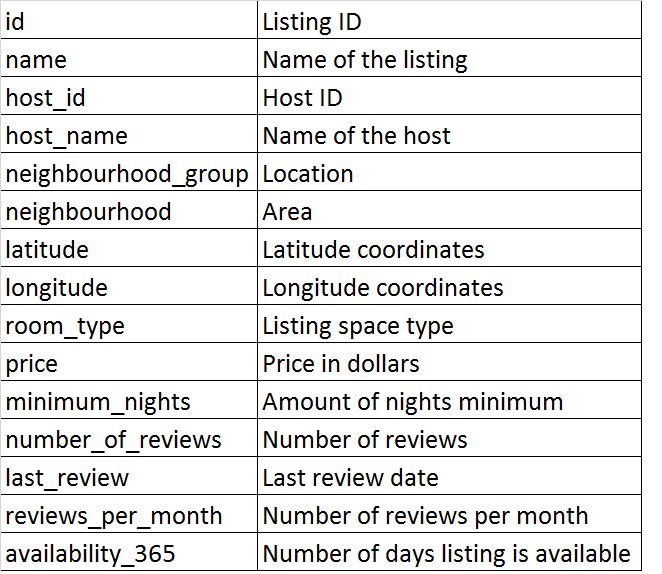 id Listing ID
name Name of the listing
host_id Host ID
host_name Name of the host
neighbourhood_group Location
neighbourhood Area
latitude Latitude coordinates
longitude Longitude coordinates
room_type Listing space type
price Price in dollars
minimum_nights Amount of nights minimum
number_of_reviews Number of reviews
last_review Last review date
reviews_per_month Number of reviews per month
availability_365 Number of days listing is available